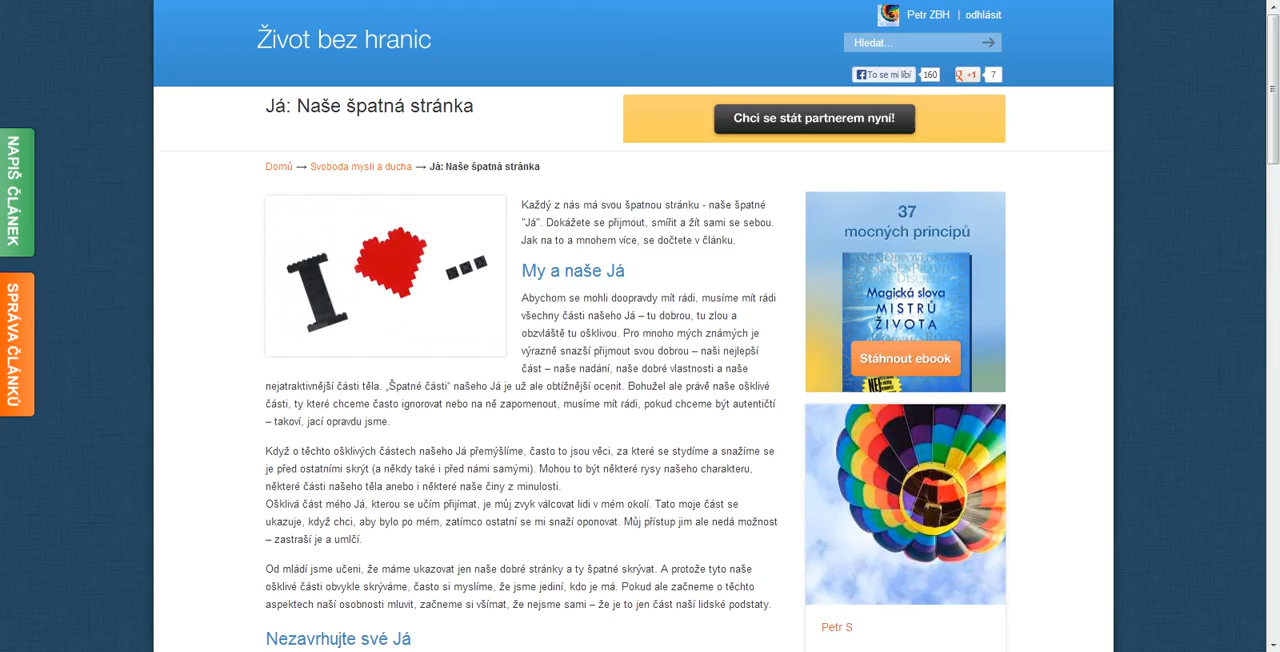 Petr ZBH | odhlásit
Život bez hranic
Hledat...
To se mi líbí 160 +1 7
Já: Naše špatná stránka
Chci se stát partnerem nyní!
NAPIŠ ČLÁNEK
SPRÁVA ČLÁNKŮ
Domů → Svoboda mysli a ducha → Já: Naše špatná stránka
Každý z nás má svou špatnou stránku - naše špatné
"Já". Dokážete se přijmout, smířit a žít sami se sebou.
Jak na to a mnohem více, se dočtete v článku.
My a naše Já
Abychom se mohli doopravdy mít rádi, musíme mít rádi
všechny části našeho Já – tu dobrou, tu zlou a
obzvláště tu ošklivou. Pro mnoho mých známých je
výrazně snazší přijmout svou dobrou – naši nejlepší
část – naše nadání, naše dobré vlastnosti a naše
nejatraktivnější části těla. „Špatné části“ našeho Já je už ale obtížnější ocenit. Bohužel ale právě naše ošklivé
části, ty které chceme často ignorovat nebo na ně zapomenout, musíme mít rádi, pokud chceme být autentičtí
– takoví, jací opravdu jsme.
Když o těchto ošklivých částech našeho Já přemýšlíme, často to jsou věci, za které se stydíme a snažíme se
je před ostatními skrýt (a někdy také i před námi samými). Mohou to být některé rysy našeho charakteru,
některé části našeho těla anebo i některé naše činy z minulosti.
Ošklivá část mého Já, kterou se učím přijímat, je můj zvyk válcovat lidi v mém okolí. Tato moje část se
ukazuje, když chci, aby bylo po mém, zatímco ostatní se mi snaží oponovat. Můj přístup jim ale nedá možnost
– zastraší je a umlčí.
Od mládí jsme učeni, že máme ukazovat jen naše dobré stránky a ty špatné skrývat. A protože tyto naše
ošklivé části obvykle skrýváme, často si myslíme, že jsme jediní, kdo je má. Pokud ale začneme o těchto
aspektech naší osobnosti mluvit, začneme si všímat, že nejsme sami – že je to jen část naší lidské podstaty.
Nezavrhujte své Já
37
mocných principů
Magická slova
MISTRŮ
ŽIVOTA
Stáhnout ebook
Petr S